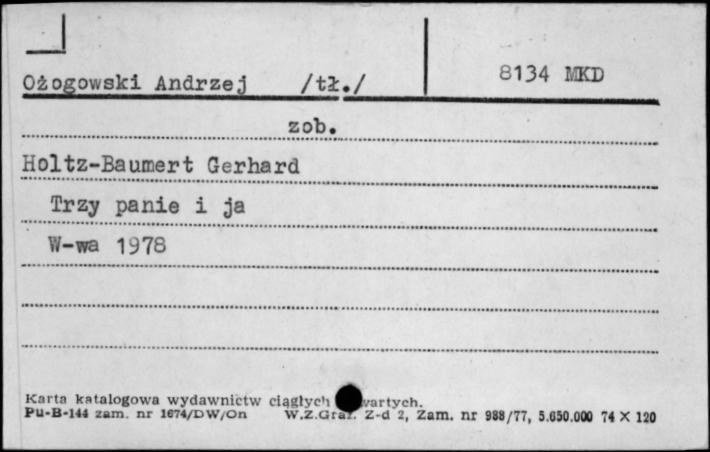 Ożogowski Andrzej /tł./ 8134 MKD
zob.
Holtz-Baumert Gerhard
Trzy panie i ja
W-wa 1978
Karta katalogowa wydawnictw ciągłych
Pu-B-144 zam. nr 1674/DW/On W.Z.Graf. Z-d 2, Zam. nr 988/77, 5.650.000 74 X 120